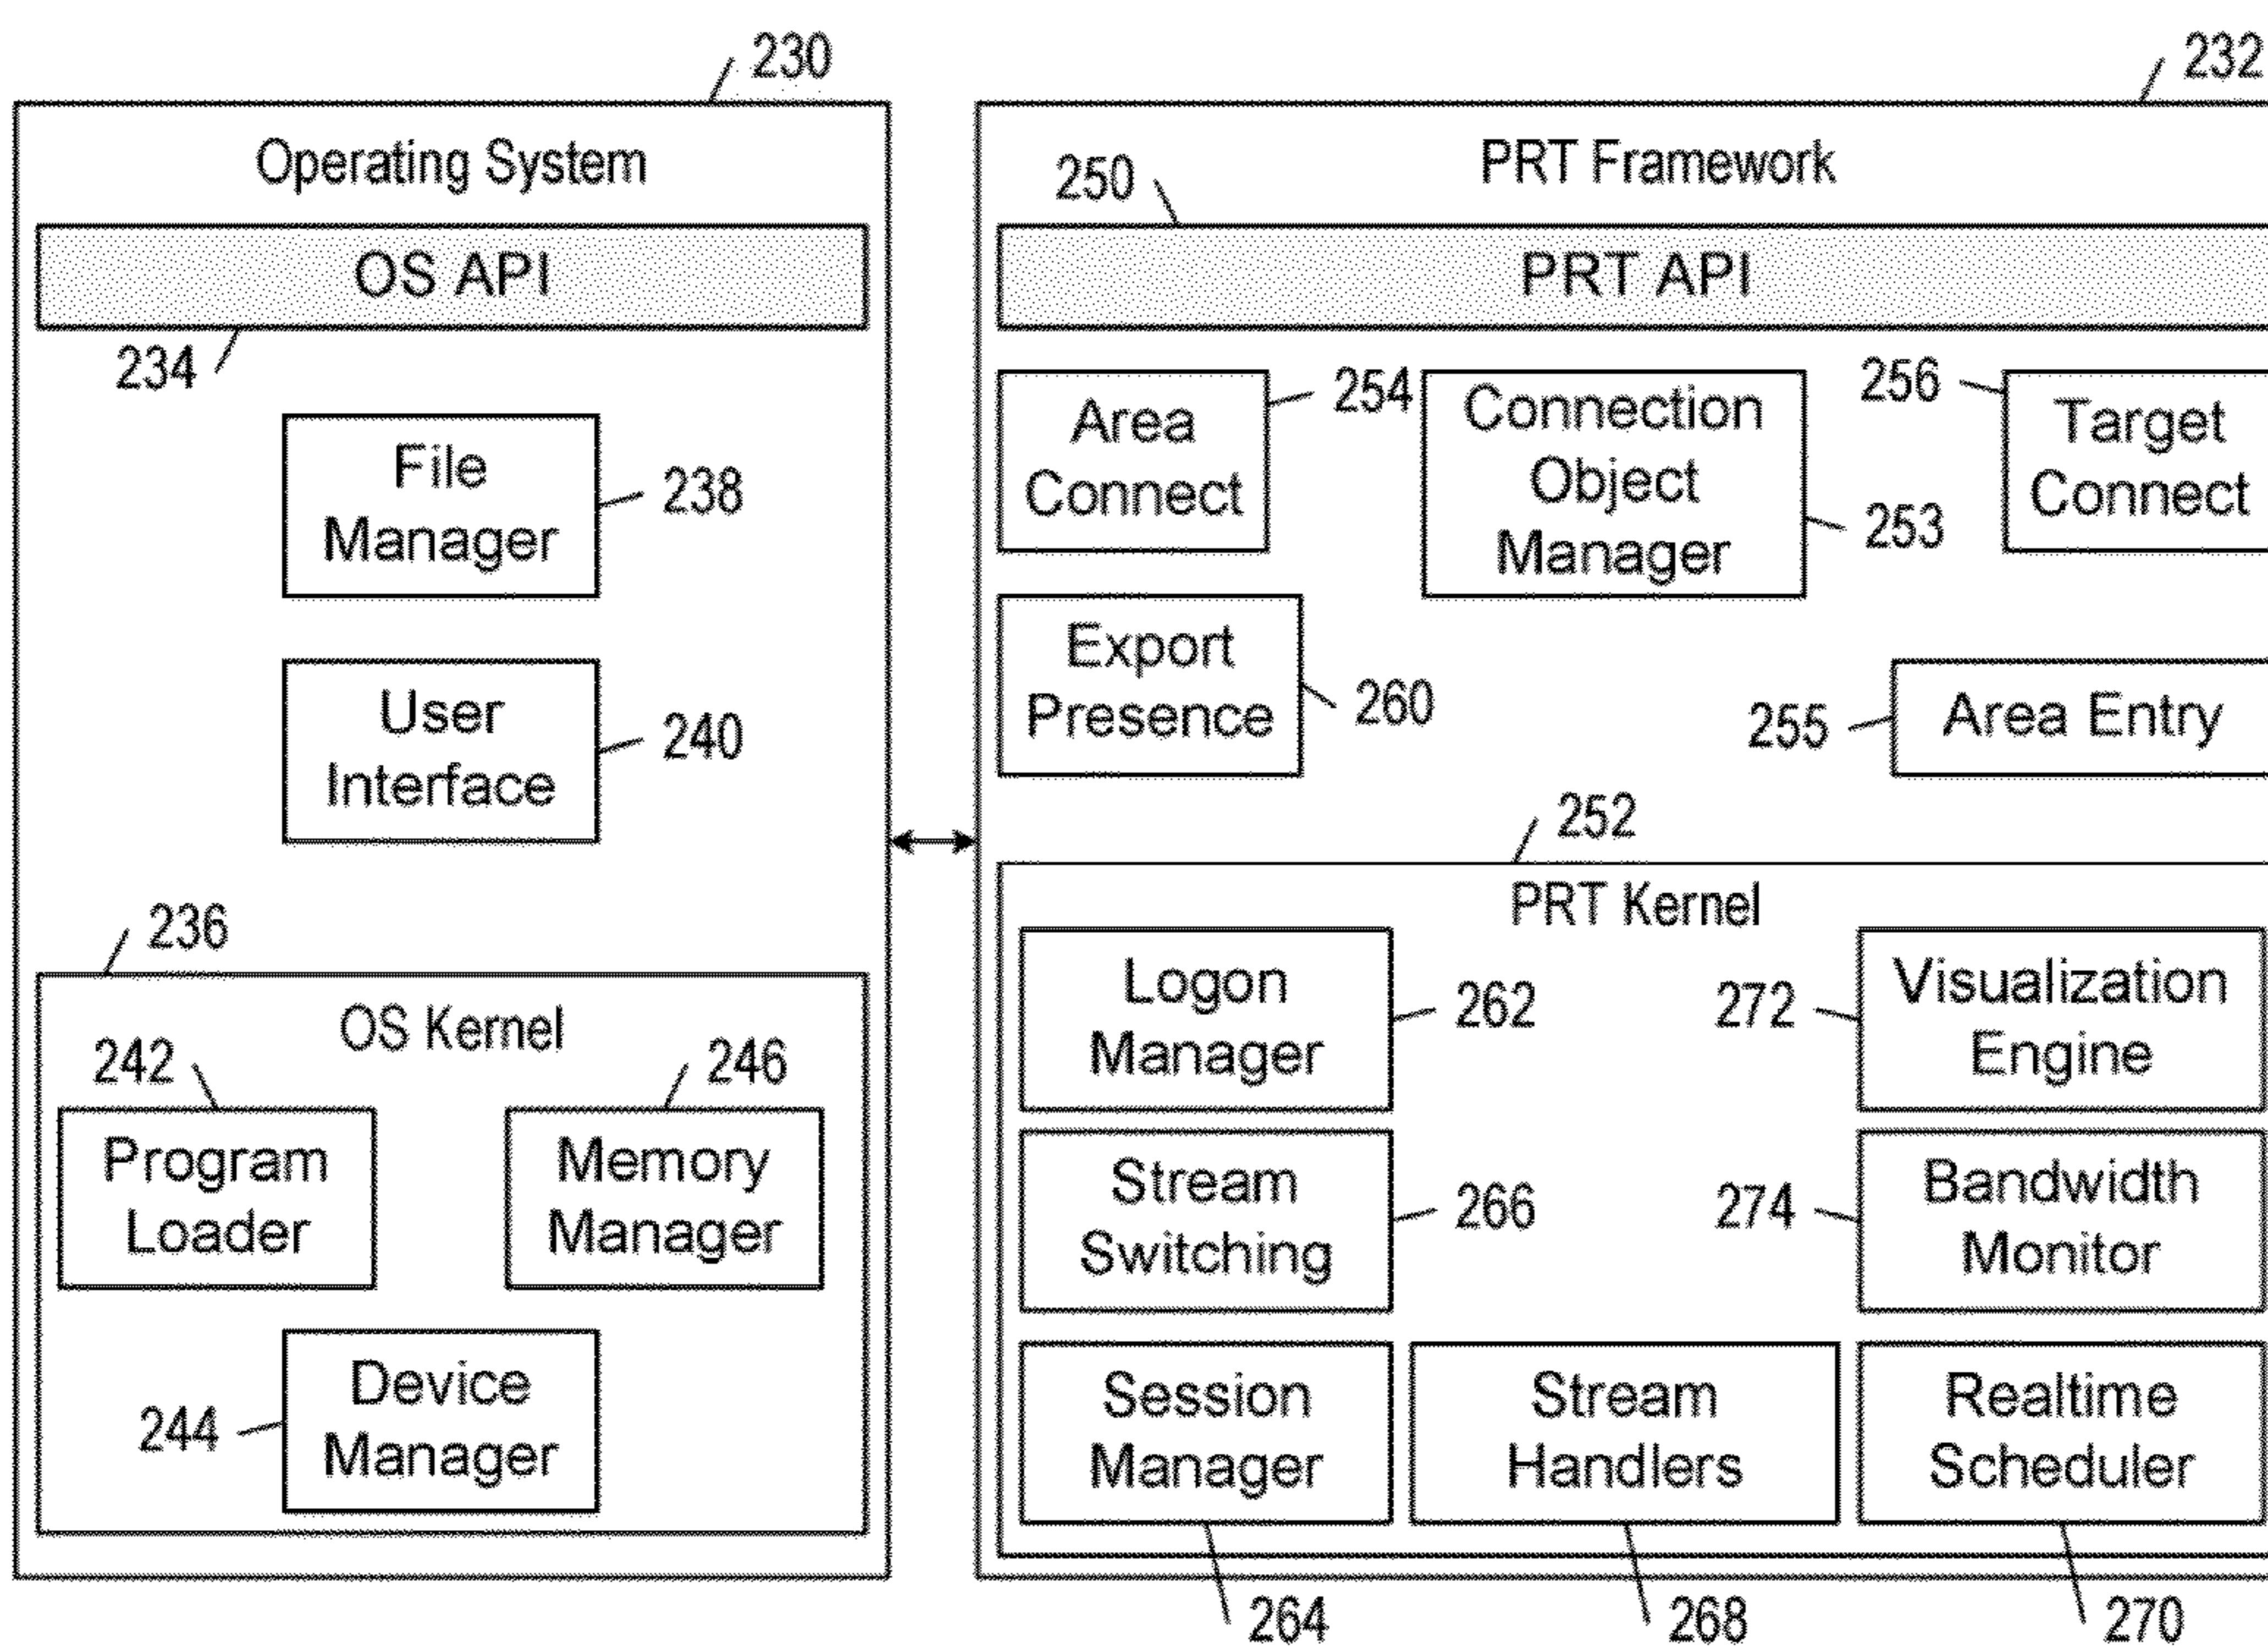 230
232
Operating System
PRT Framework
250
OS API
PRT API
234
254
256
Area
Connect
Connection
Object
Manager
Target
Connect
File
Manager
238
253
Export
Presence
260
255
Area Entry
User
Interface
240
252
PRT Kernel
236
OS Kernel
Logon
Manager
262
272
Visualization
Engine
242
246
Program
Loader
Memory
Manager
Stream
Switching
266
274
Bandwidth
Monitor
Device
Manager
244
Session
Manager
Stream
Handlers
Realtime
Scheduler
264
268
270